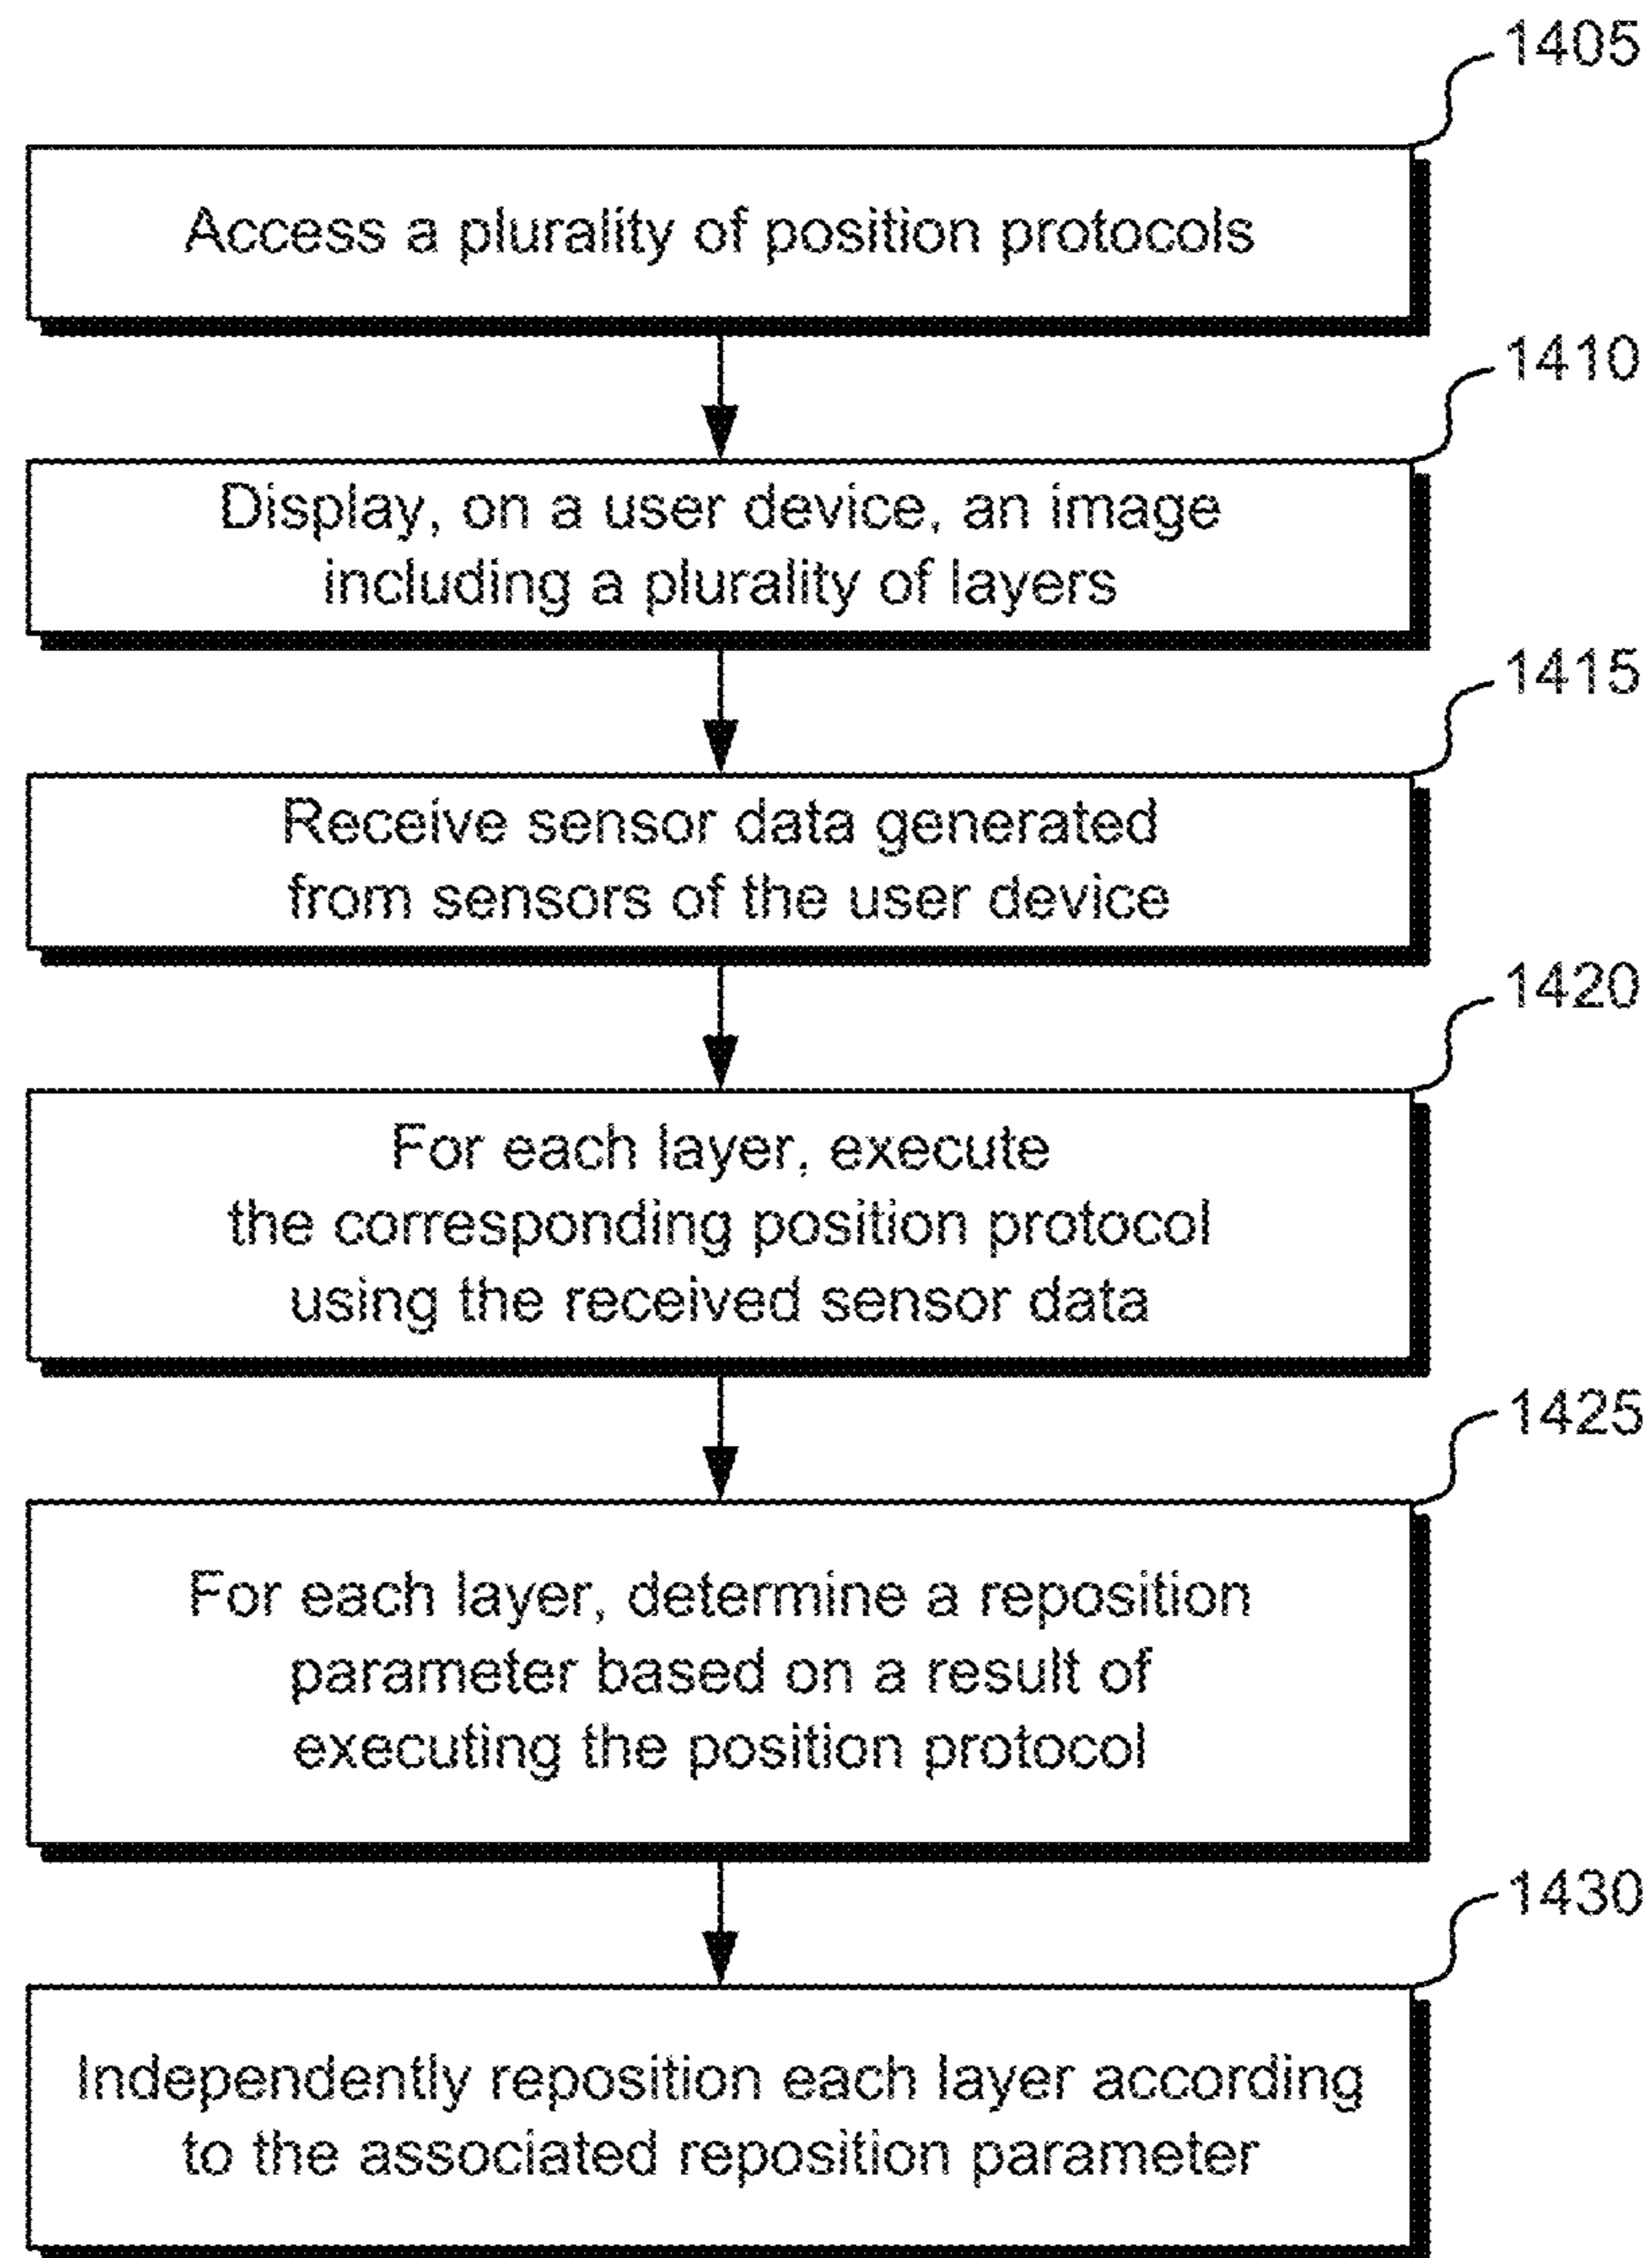 1405
Access a plurality of position protocols
1410
Display, on a user device, an image
including a plurality of layers
1415
Receive sensor data generated
from sensors of the user device
1420
For each layer, execute
the corresponding position protocol
using the received sensor data
1425
For each layer, determine a reposition
parameter based on a result of
executing the position protocol
1430
Independently reposition each layer according
to the associated reposition parameter